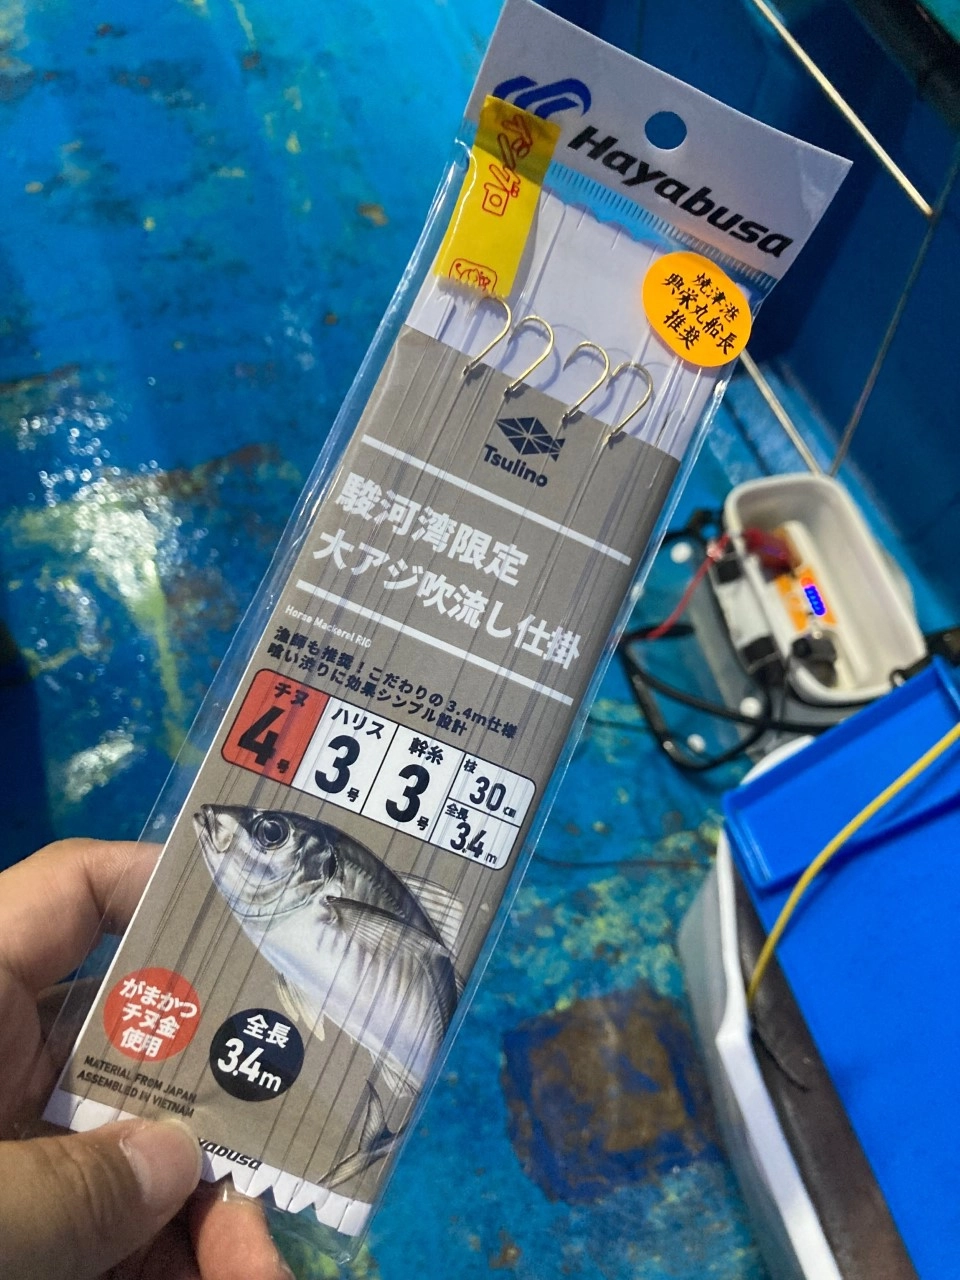 Hayabusa
焼津港
興栄丸船長
推奨
Tsulino
駿河湾限定
大アジ吹流し仕掛
Horse Mackerel RIG
漁師も推奨！こだわりの3.4m仕様
喰い渋りに効果シンプル設計
チヌ
4号
ハリス
3号
幹糸
3号
枝
30cm
全長
3.4m
がまかつ
チヌ金
使用
全長
3.4m
MATERIAL FROM JAPAN
ASSEMBLED IN VIETNAM
yabusa